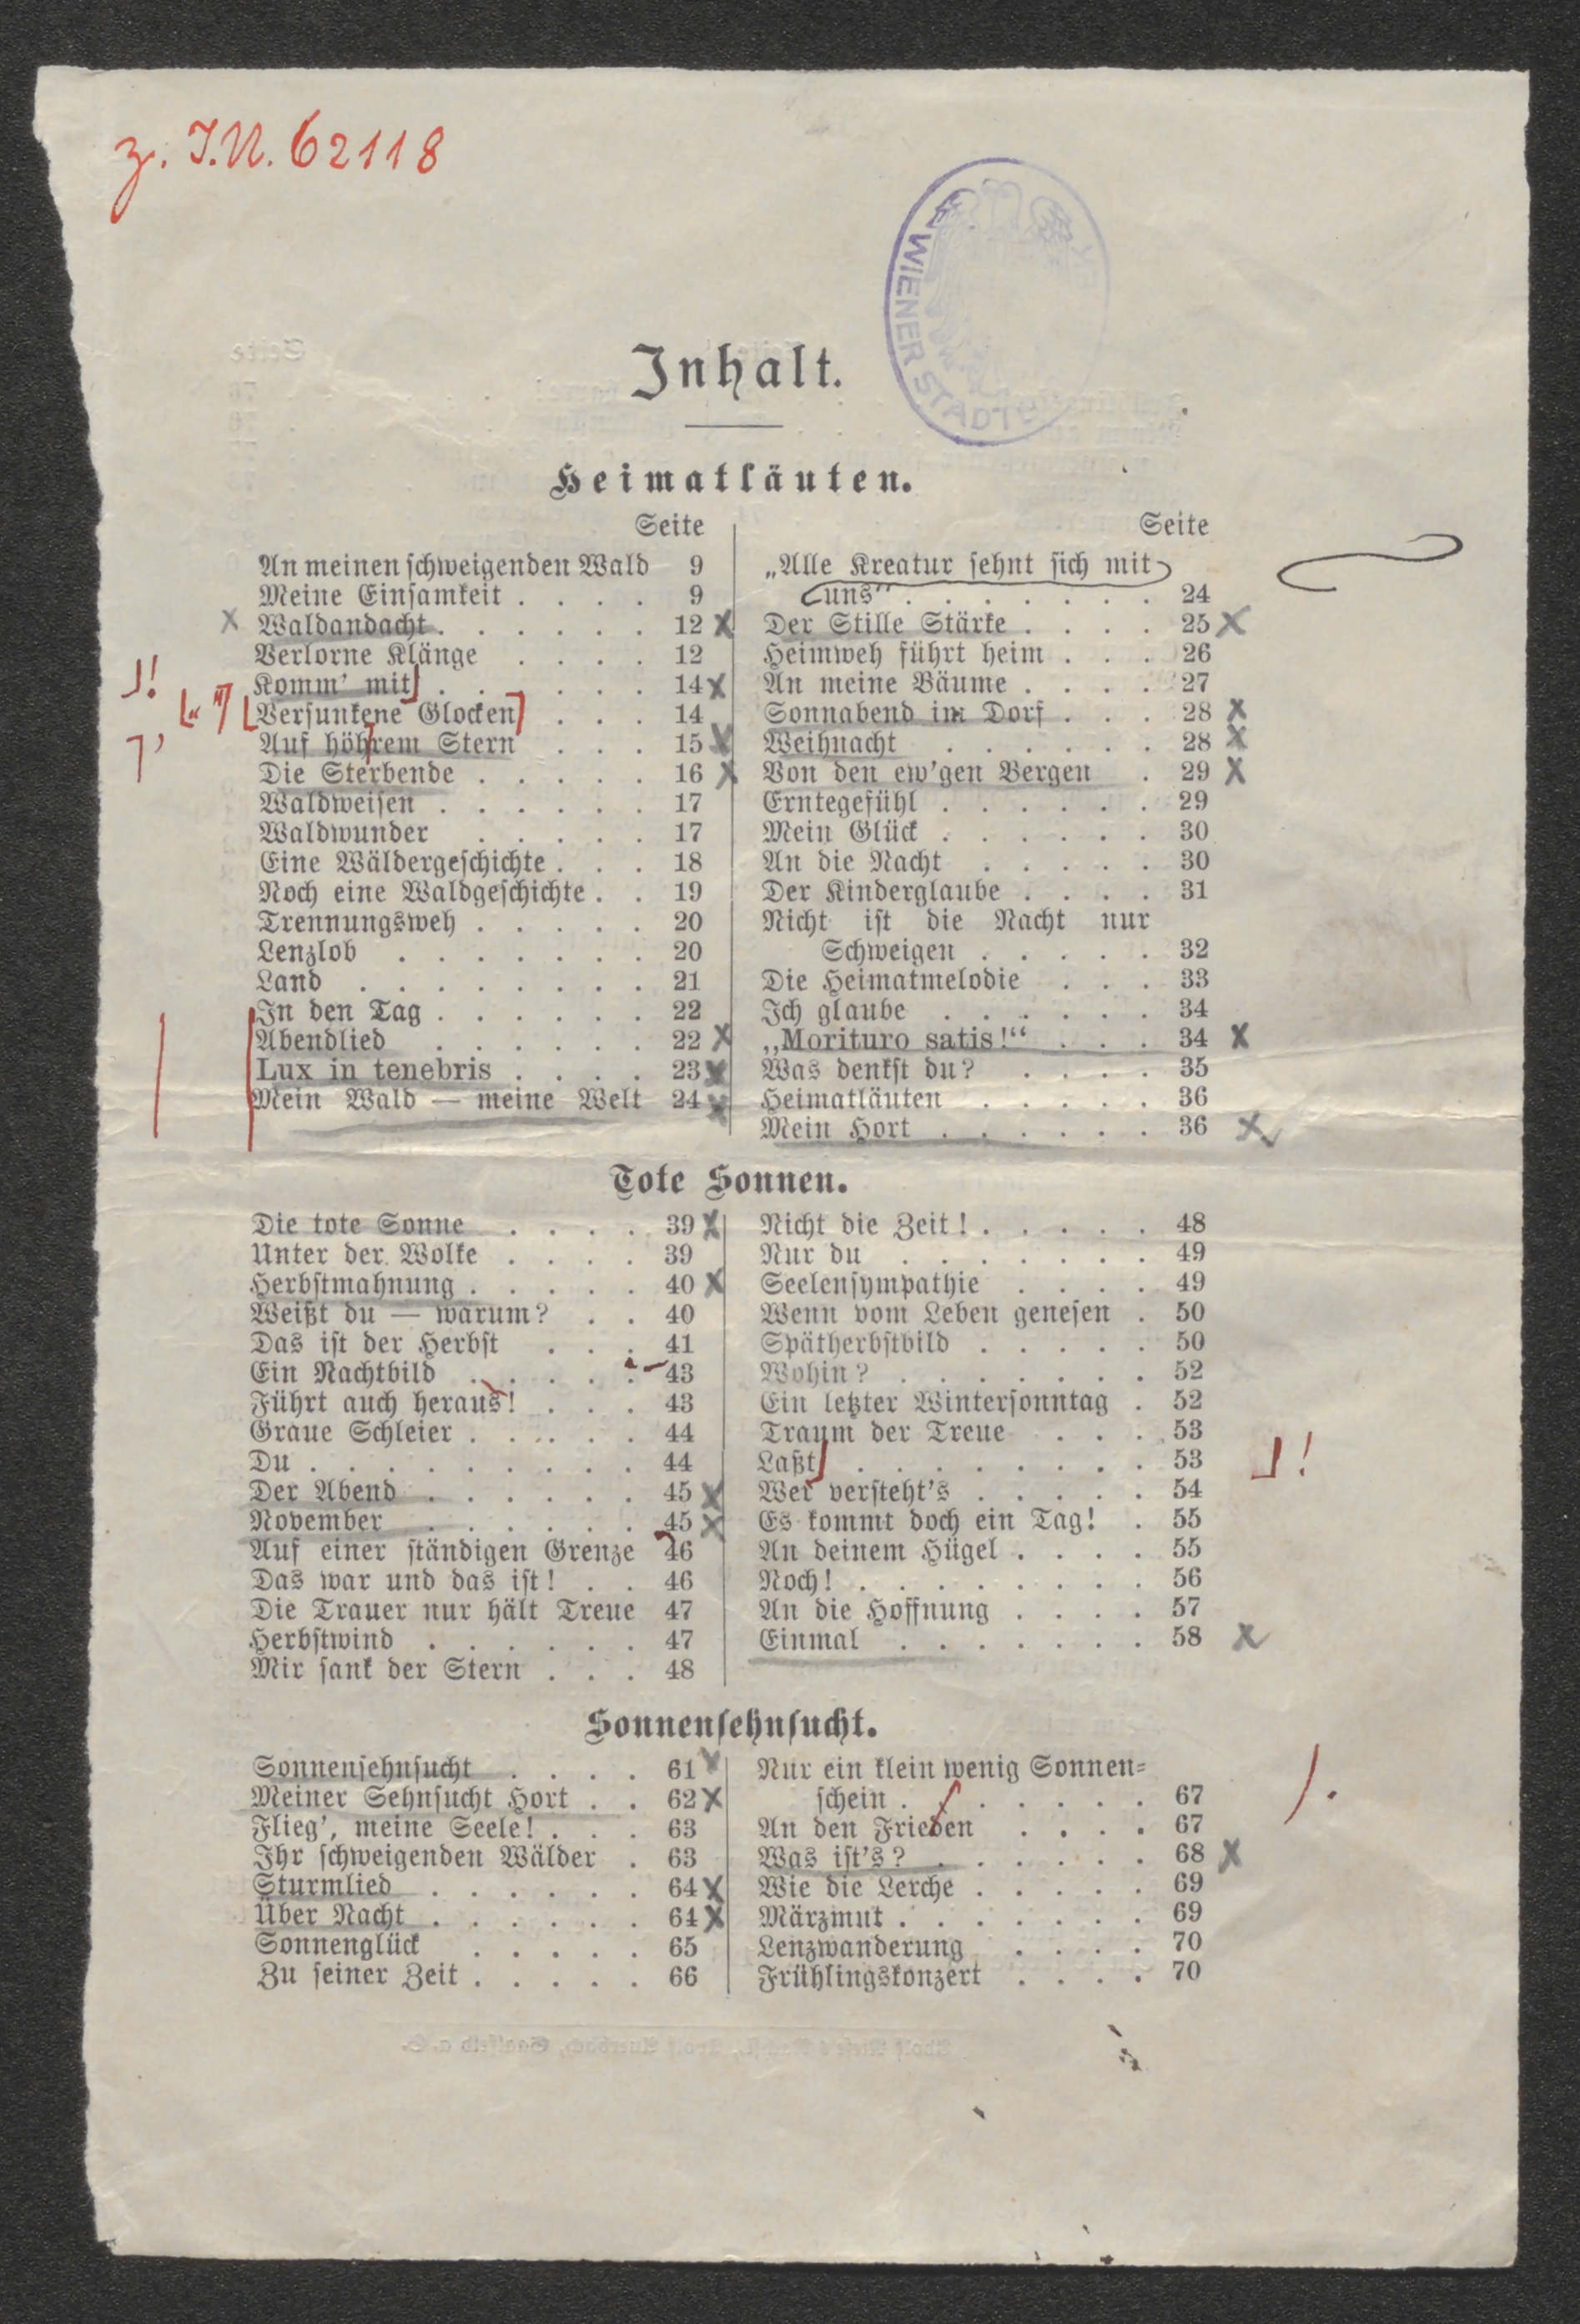 z. I.N. 62118
WIENER STADT
Inhalt.
Heimatläuten.
Seite
An meinen schweigenden Wald 9
Meine Einsamkeit . . . . 9
x Waldandacht . . . . . . 12 x
Verlorne Klänge . . . . 12
Komm' mit . . . . . . 14 x
Versunkene Glocken . . . 14
Auf höhrem Stern . . . 15 x
Die Sterbende . . . . . 16 x
Waldweisen . . . . . . 17
Waldwunder . . . . . 17
Eine Wäldergeschichte . . . 18
Noch eine Waldgeschichte . . 19
Trennungsweh . . . . . 20
Lenzlob . . . . . . . 20
Land . . . . . . . . 21
In den Tag . . . . . . 22
Abendlied . . . . . . 22 x
Lux in tenebris . . . . 23 x
Mein Wald — meine Welt 24 x
Seite
„Alle Kreatur sehnt sich mit
uns“ . . . . . . . 24
Der Stille Stärke . . . . 25 x
Heimweh führt heim . . . 26
An meine Bäume . . . . 27
Sonnabend im Dorf . . . 28 x
Weihnacht . . . . . . 28 x
Von den ew'gen Bergen . 29 x
Erntegefühl . . . . . . 29
Mein Glück . . . . . . 30
An die Nacht . . . . . 30
Der Kinderglaube . . . . 31
Nicht ist die Nacht nur
Schweigen . . . . . 32
Die Heimatmelodie . . . 33
Ich glaube . . . . . . 34
„Morituro satis!“ . . . 34 x
Was denkst du? . . . . 35
Heimatläuten . . . . . 36
Mein Hort . . . . . . 36 x
Tote Sonnen.
Die tote Sonne . . . . 39 x
Unter der Wolke . . . . 39
Herbstmahnung . . . . . 40 x
Weißt du — warum? . . 40
Das ist der Herbst . . . 41
Ein Nachtbild . . . . . 43
Führt auch heraus! . . . 43
Graue Schleier . . . . . 44
Du . . . . . . . . . 44
Der Abend . . . . . . 45 x
November . . . . . . 45 x
Auf einer ständigen Grenze 46
Das war und das ist! . . 46
Die Trauer nur hält Treue 47
Herbstwind . . . . . . 47
Mir sank der Stern . . . 48
Nicht die Zeit! . . . . . 48
Nur du . . . . . . . 49
Seelensympathie . . . . 49
Wenn vom Leben genesen . 50
Spätherbstbild . . . . . 50
Wohin? . . . . . . . 52
Ein letzter Wintersonntag . 52
Traum der Treue . . . 53
Laßt . . . . . . . . 53
Wer versteht's . . . . . 54
Es kommt doch ein Tag! . 55
An deinem Hügel . . . . 55
Noch! . . . . . . . . 56
An die Hoffnung . . . . 57
Einmal . . . . . . . 58 x
Sonnensehnsucht.
Sonnensehnsucht . . . . 61 x
Meiner Sehnsucht Hort . . 62 x
Flieg', meine Seele! . . . 63
Ihr schweigenden Wälder . 63
Sturmlied . . . . . . 64 x
Über Nacht . . . . . . 64 x
Sonnenglück . . . . . 65
Zu seiner Zeit . . . . . 66
Nur ein klein wenig Sonnen-
schein . . . . . . . 67
An den Frieden . . . . 67
Was ist's? . . . . . . 68 x
Wie die Lerche . . . . . 69
Märzmut . . . . . . . 69
Lenzwanderung . . . . 70
Frühlingskonzert . . . . 70